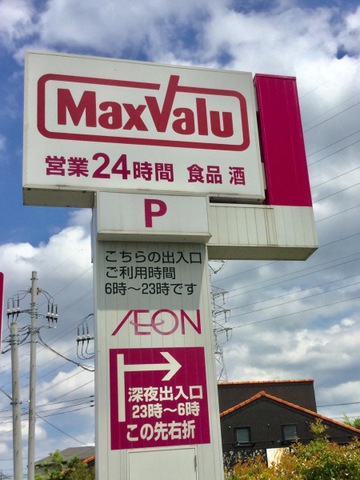 MaxValu
営業24時間 食品 酒
P
こちらの出入口
ご利用時間
6時～23時です
ÆON
深夜出入口
23時～6時
この先右折